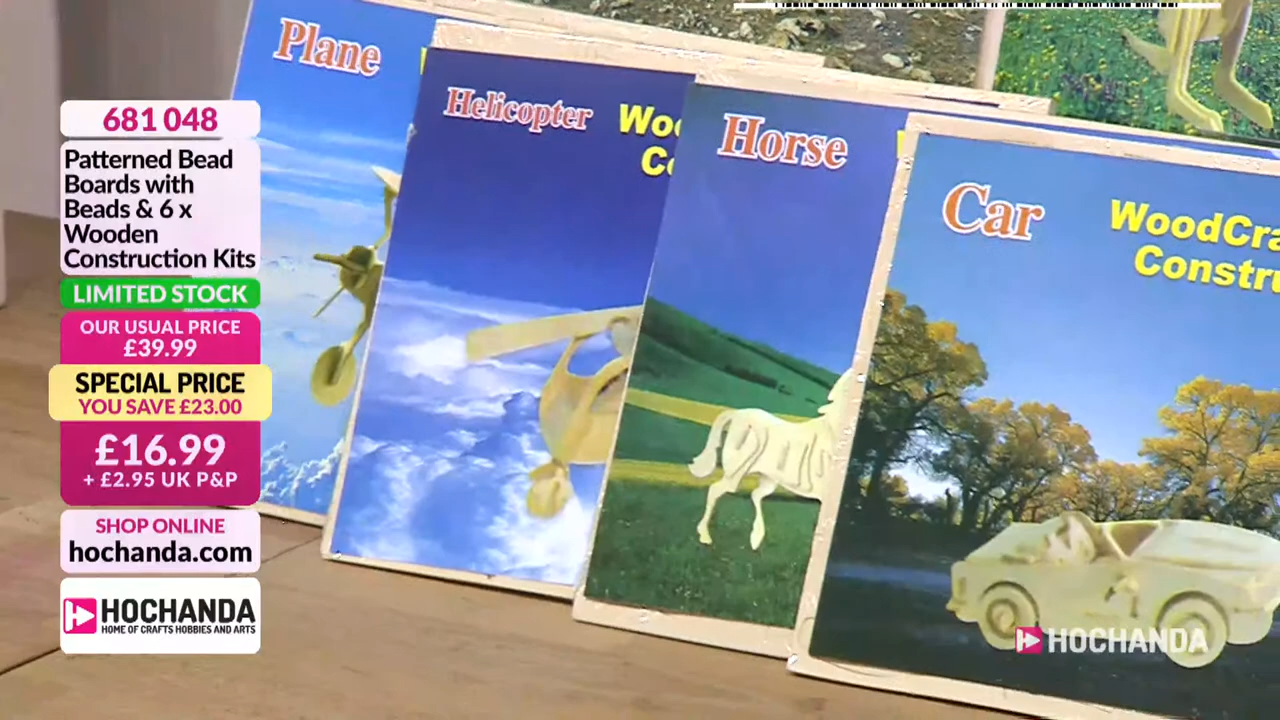 681 048
Patterned Bead
Boards with
Beads & 6 x
Wooden
Construction Kits
LIMITED STOCK
OUR USUAL PRICE
£39.99
SPECIAL PRICE
YOU SAVE £23.00
£16.99
+ £2.95 UK P&P
SHOP ONLINE
hochanda.com
HOCHANDA
HOME OF CRAFTS HOBBIES AND ARTS
Plane
Helicopter
Horse
Car
HOCHANDA